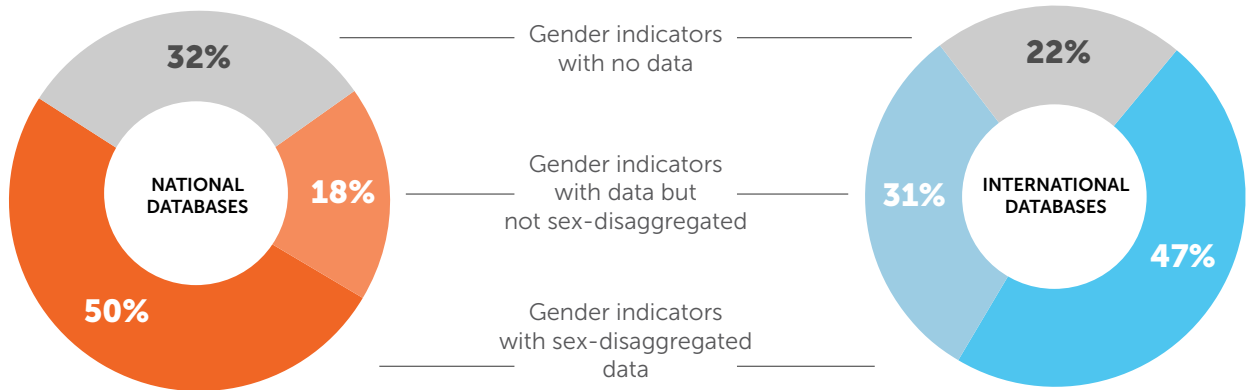 32%
Gender indicators
with no data
22%
NATIONAL
DATABASES
18%
Gender indicators
with data but
not sex-disaggregated
31%
INTERNATIONAL
DATABASES
47%
50%
Gender indicators
with sex-disaggregated
data